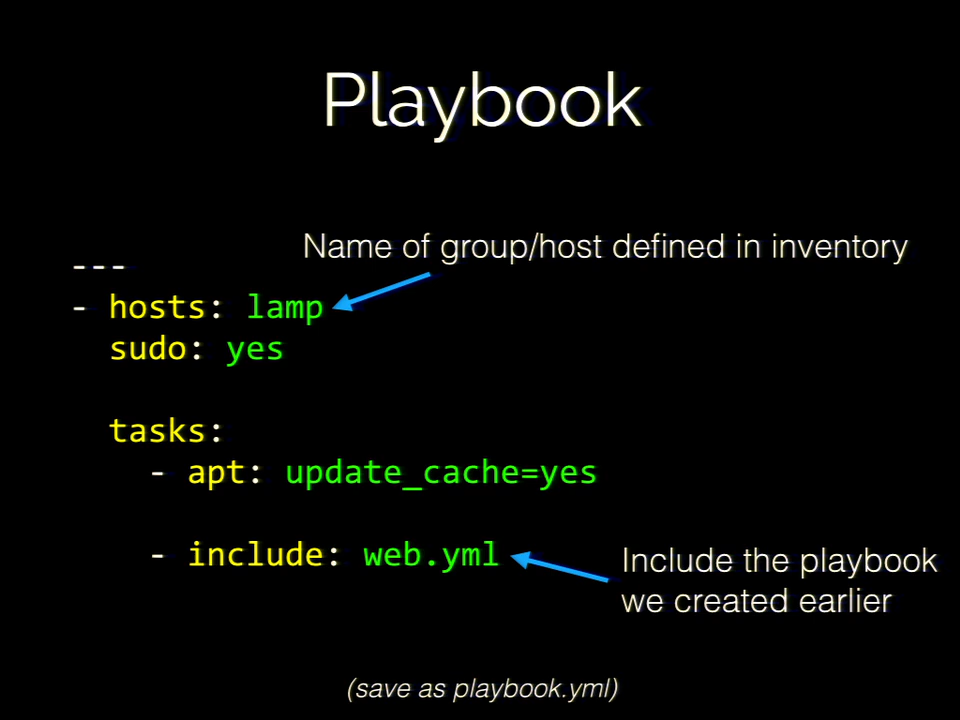 Playbook
Name of group/host defined in inventory
---
- hosts: lamp
  sudo: yes
  tasks:
    - apt: update_cache=yes
    - include: web.yml
Include the playbook
we created earlier
(save as playbook.yml)